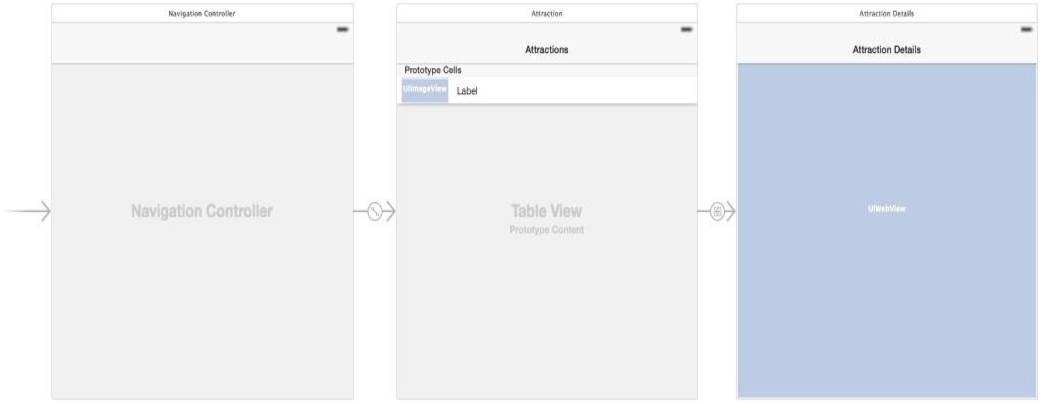 Navigation Controller
Navigation Controller
Attraction
Attractions
Prototype Cells
UIImageView
Label
Table View
Prototype Content
Attraction Details
Attraction Details
UIWebView